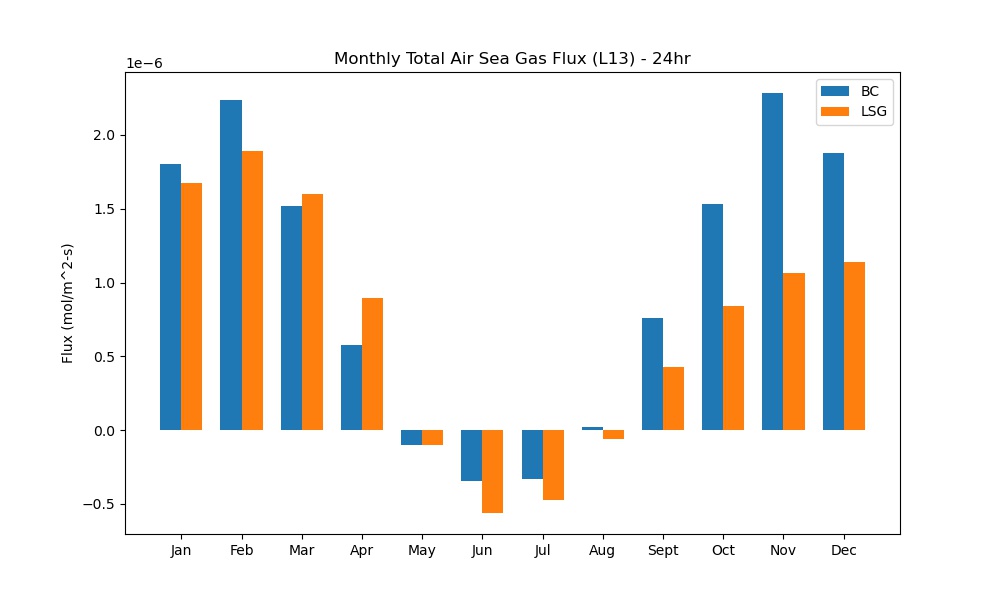 Monthly Total Air Sea Gas Flux (L13) - 24hr
1e−6
BC
LSG
2.0
1.5
1.0
0.5
0.0
−0.5
Flux (mol/m^2-s)
Jan Feb Mar Apr May Jun Jul Aug Sept Oct Nov Dec